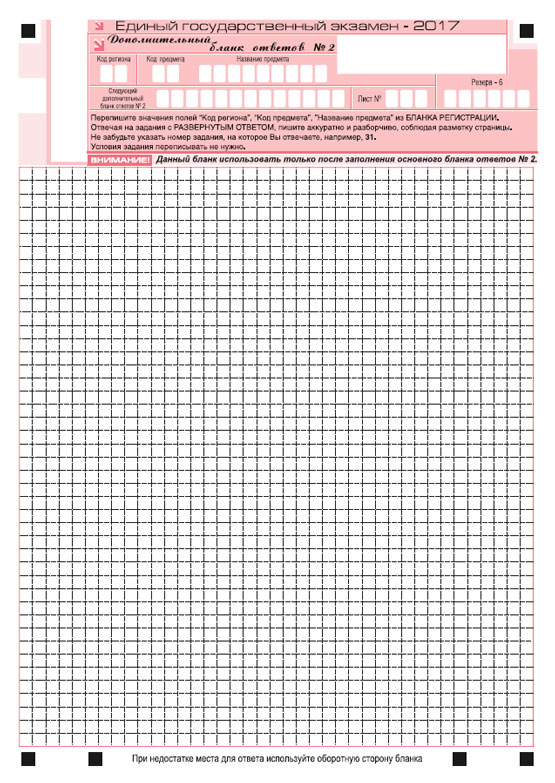 Единый государственный экзамен - 2017
Дополнительный бланк ответов № 2
Код региона Код предмета Название предмета
Резерв - 6
Следующий дополнительный бланк ответов № 2
Лист №
Перепишите значения полей "Код региона", "Код предмета", "Название предмета" из БЛАНКА РЕГИСТРАЦИИ.
Отвечая на задания с РАЗВЕРНУТЫМ ОТВЕТОМ, пишите аккуратно и разборчиво, соблюдая разметку страницы.
Не забудьте указать номер задания, на которое Вы отвечаете, например, 31.
Условия задания переписывать не нужно.
ВНИМАНИЕ! Данный бланк использовать только после заполнения основного бланка ответов № 2.
При недостатке места для ответа используйте оборотную сторону бланка